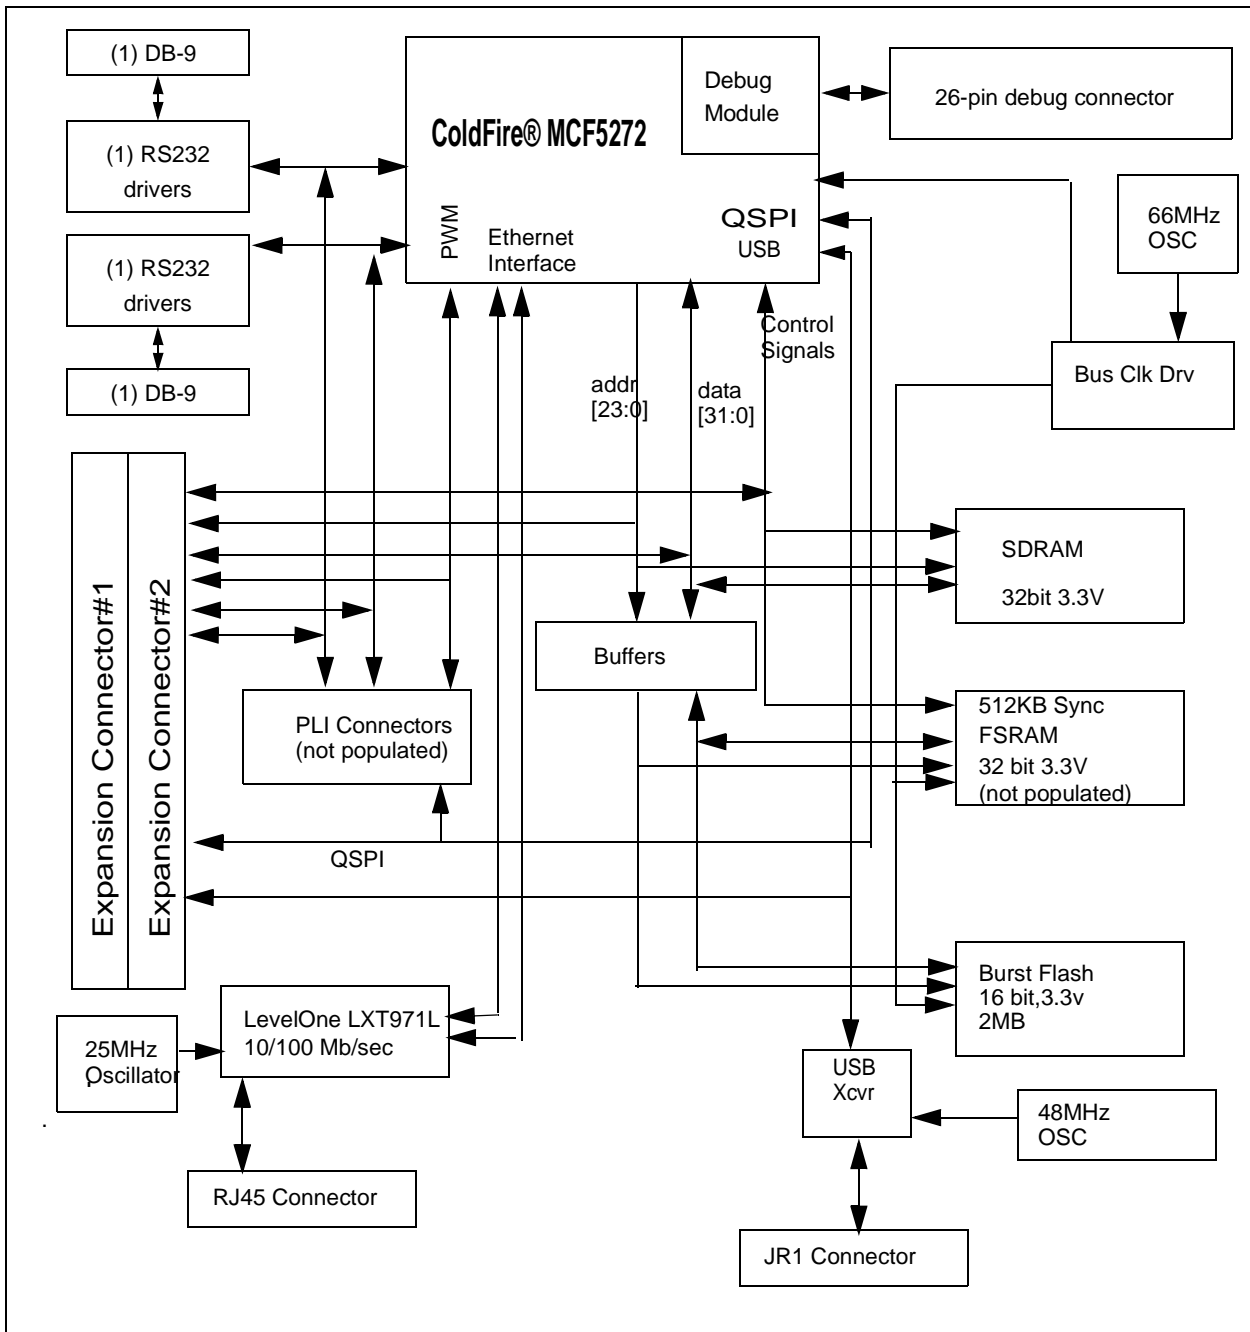 (1) DB-9
Debug
Module
26-pin debug connector
ColdFire® MCF5272
(1) RS232
drivers
66MHz
OSC
PWM
Ethernet
Interface
QSPI
USB
(1) RS232
drivers
Control
Signals
(1) DB-9
addr
[23:0]
data
[31:0]
Bus Clk Drv
Expansion Connector#1
Expansion Connector#2
SDRAM
32bit 3.3V
Buffers
PLI Connectors
(not populated)
512KB Sync
FSRAM
32 bit 3.3V
(not populated)
QSPI
Burst Flash
16 bit,3.3v
2MB
LevelOne LXT971L
10/100 Mb/sec
25MHz
Oscillator
,
.
USB
Xcvr
48MHz
OSC
RJ45 Connector
JR1 Connector